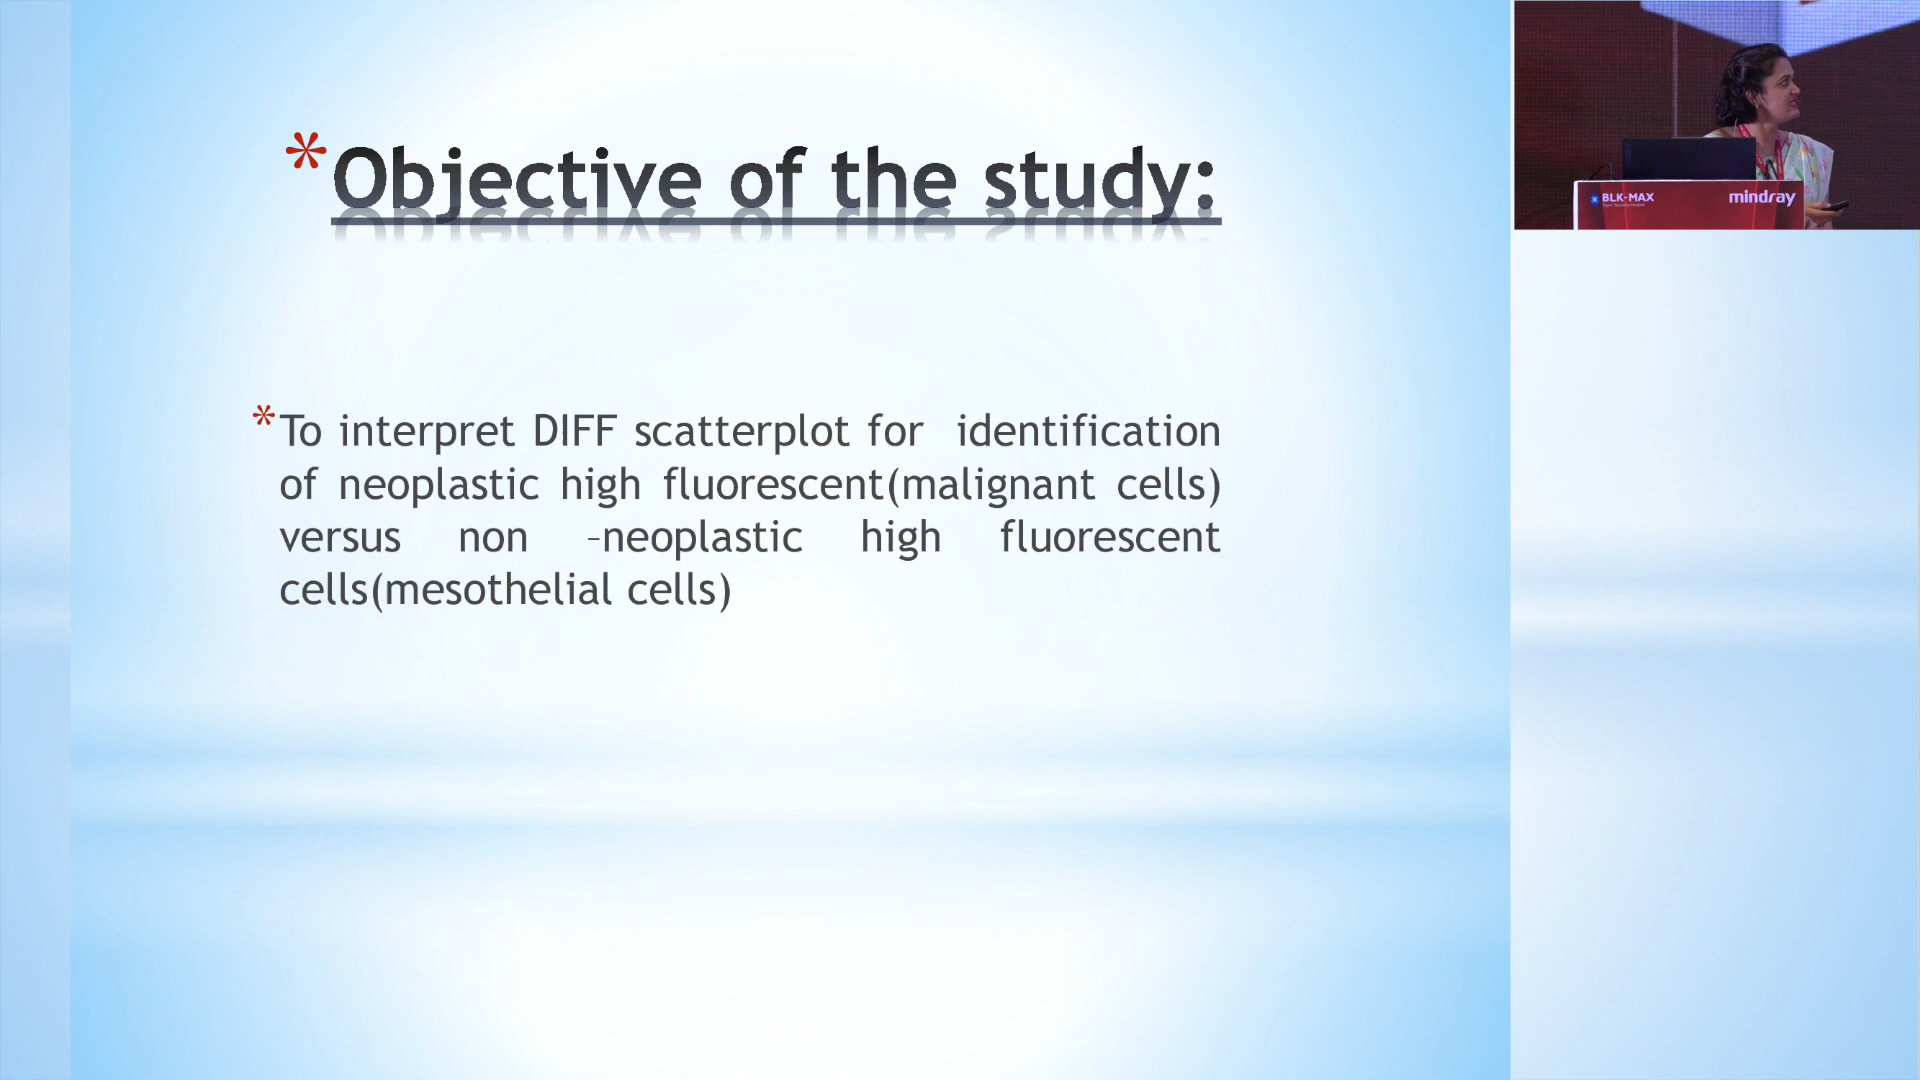 *Objective of the study:
*To interpret DIFF scatterplot for identification
of neoplastic high fluorescent(malignant cells)
versus non –neoplastic high fluorescent
cells(mesothelial cells)
BLK-MAX
mindray